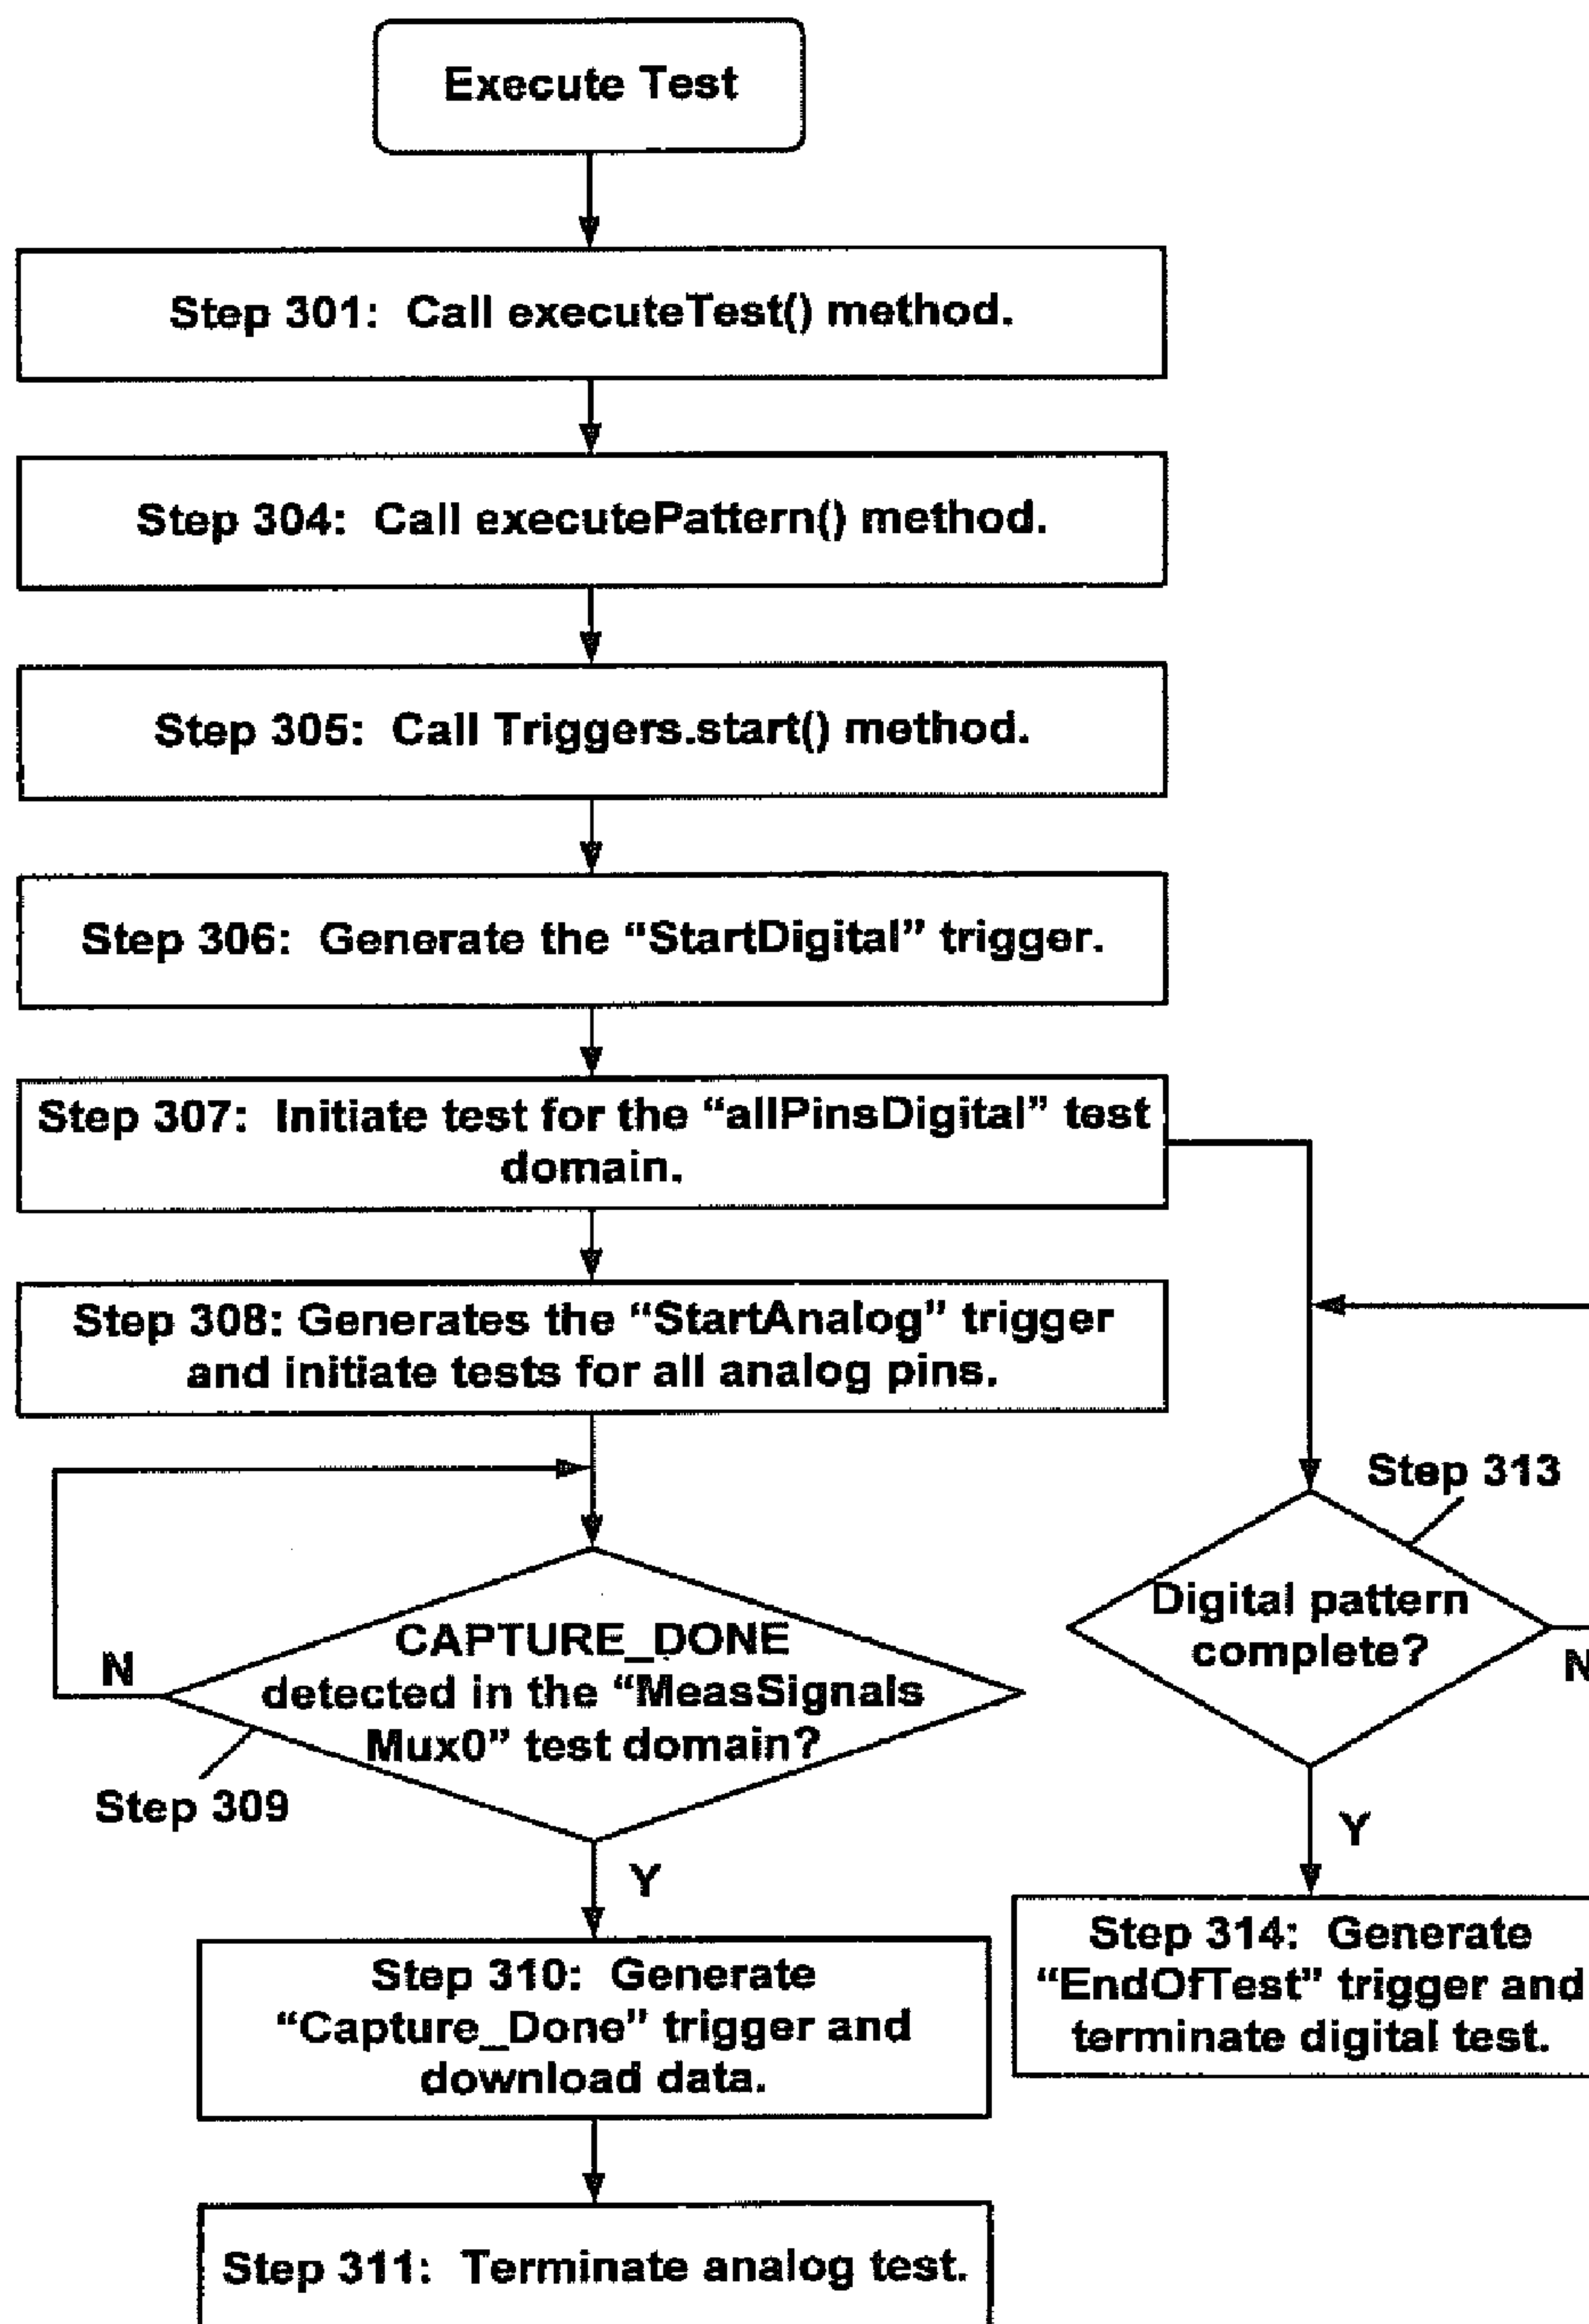 Execute Test
Step 301: Call executeTest() method.
Step 304: Call executePattern() method.
Step 305: Call Triggers.start() method.
Step 306: Generate the “StartDigital” trigger.
Step 307: Initiate test for the “allPinsDigital” test
domain.
Step 308: Generates the “StartAnalog” trigger
and initiate tests for all analog pins.
Step 313
Digital pattern
complete?
N
CAPTURE_DONE
detected in the “MeasSignals
Mux0” test domain?
N
Step 309
Y
Y
Step 314: Generate
“EndOfTest” trigger and
terminate digital test.
Step 310: Generate
“Capture_Done” trigger and
download data.
Step 311: Terminate analog test.